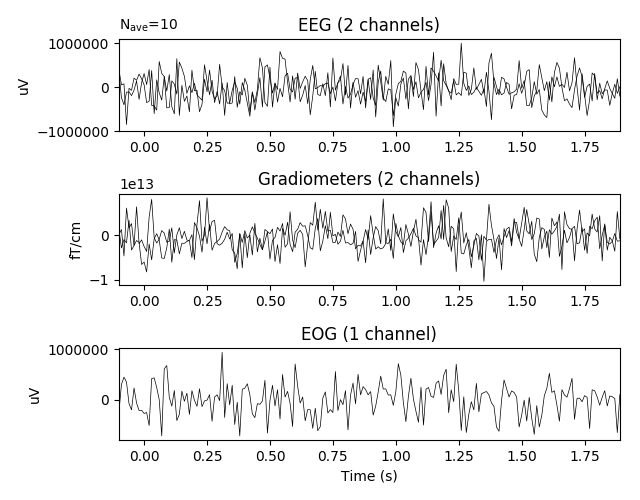 N_ave=10
EEG (2 channels)
1000000
0
−1000000
uV
0.00 0.25 0.50 0.75 1.00 1.25 1.50 1.75
1e13
Gradiometers (2 channels)
0
−1
fT/cm
0.00 0.25 0.50 0.75 1.00 1.25 1.50 1.75
EOG (1 channel)
1000000
0
uV
0.00 0.25 0.50 0.75 1.00 1.25 1.50 1.75
Time (s)